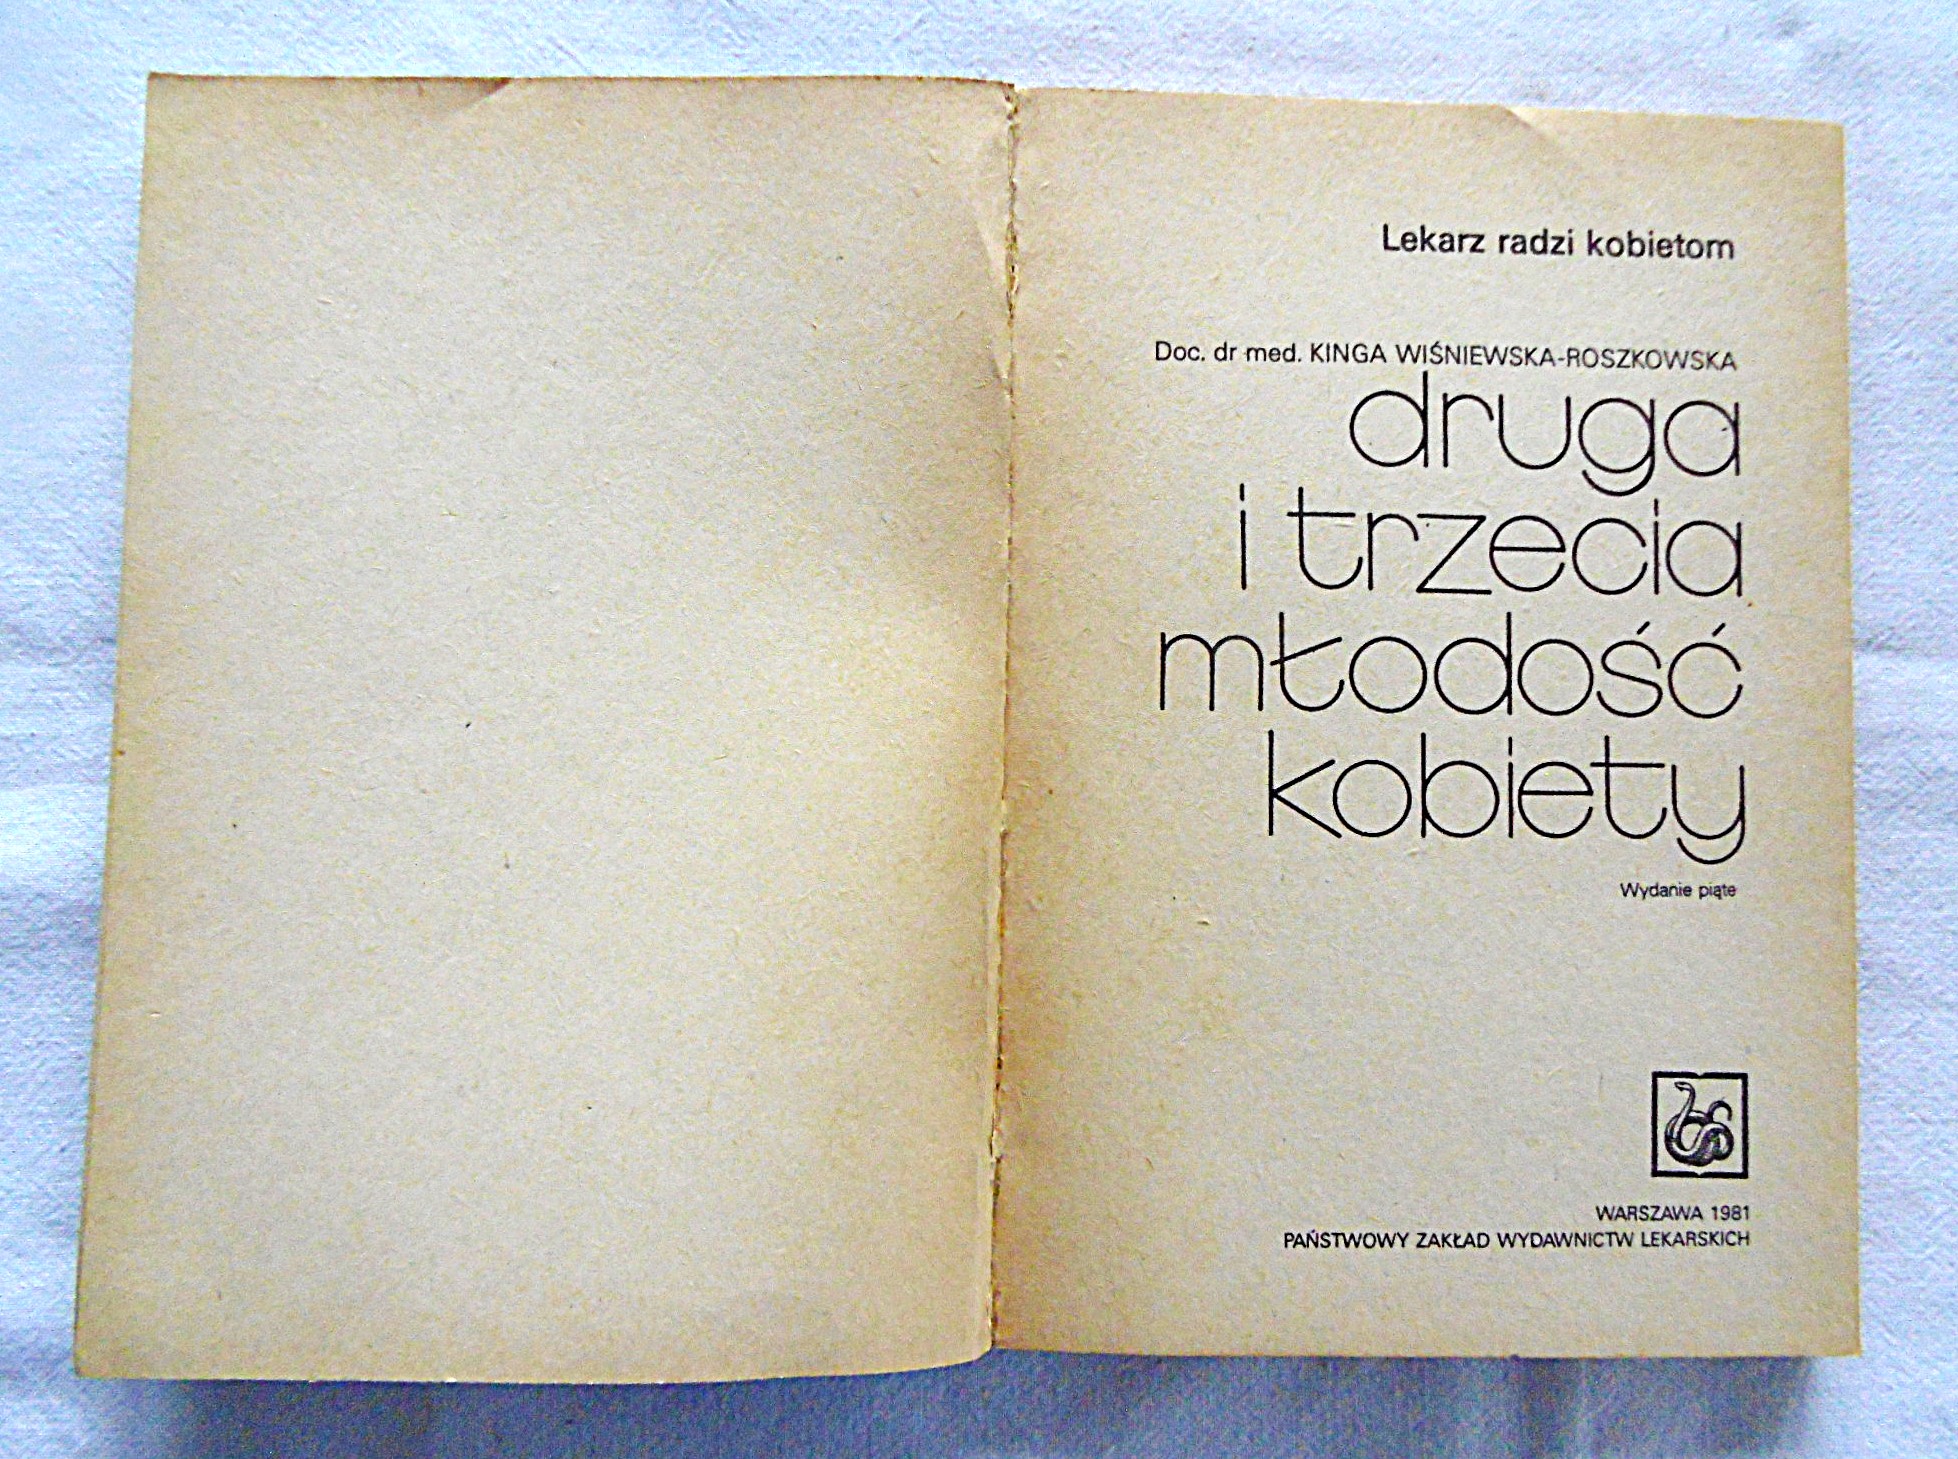 Lekarz radzi kobietom
Doc. dr med. KINGA WIŚNIEWSKA-ROSZKOWSKA
druga
i trzecia
młodość
kobiety
Wydanie piąte
WARSZAWA 1981
PAŃSTWOWY ZAKŁAD WYDAWNICTW LEKARSKICH